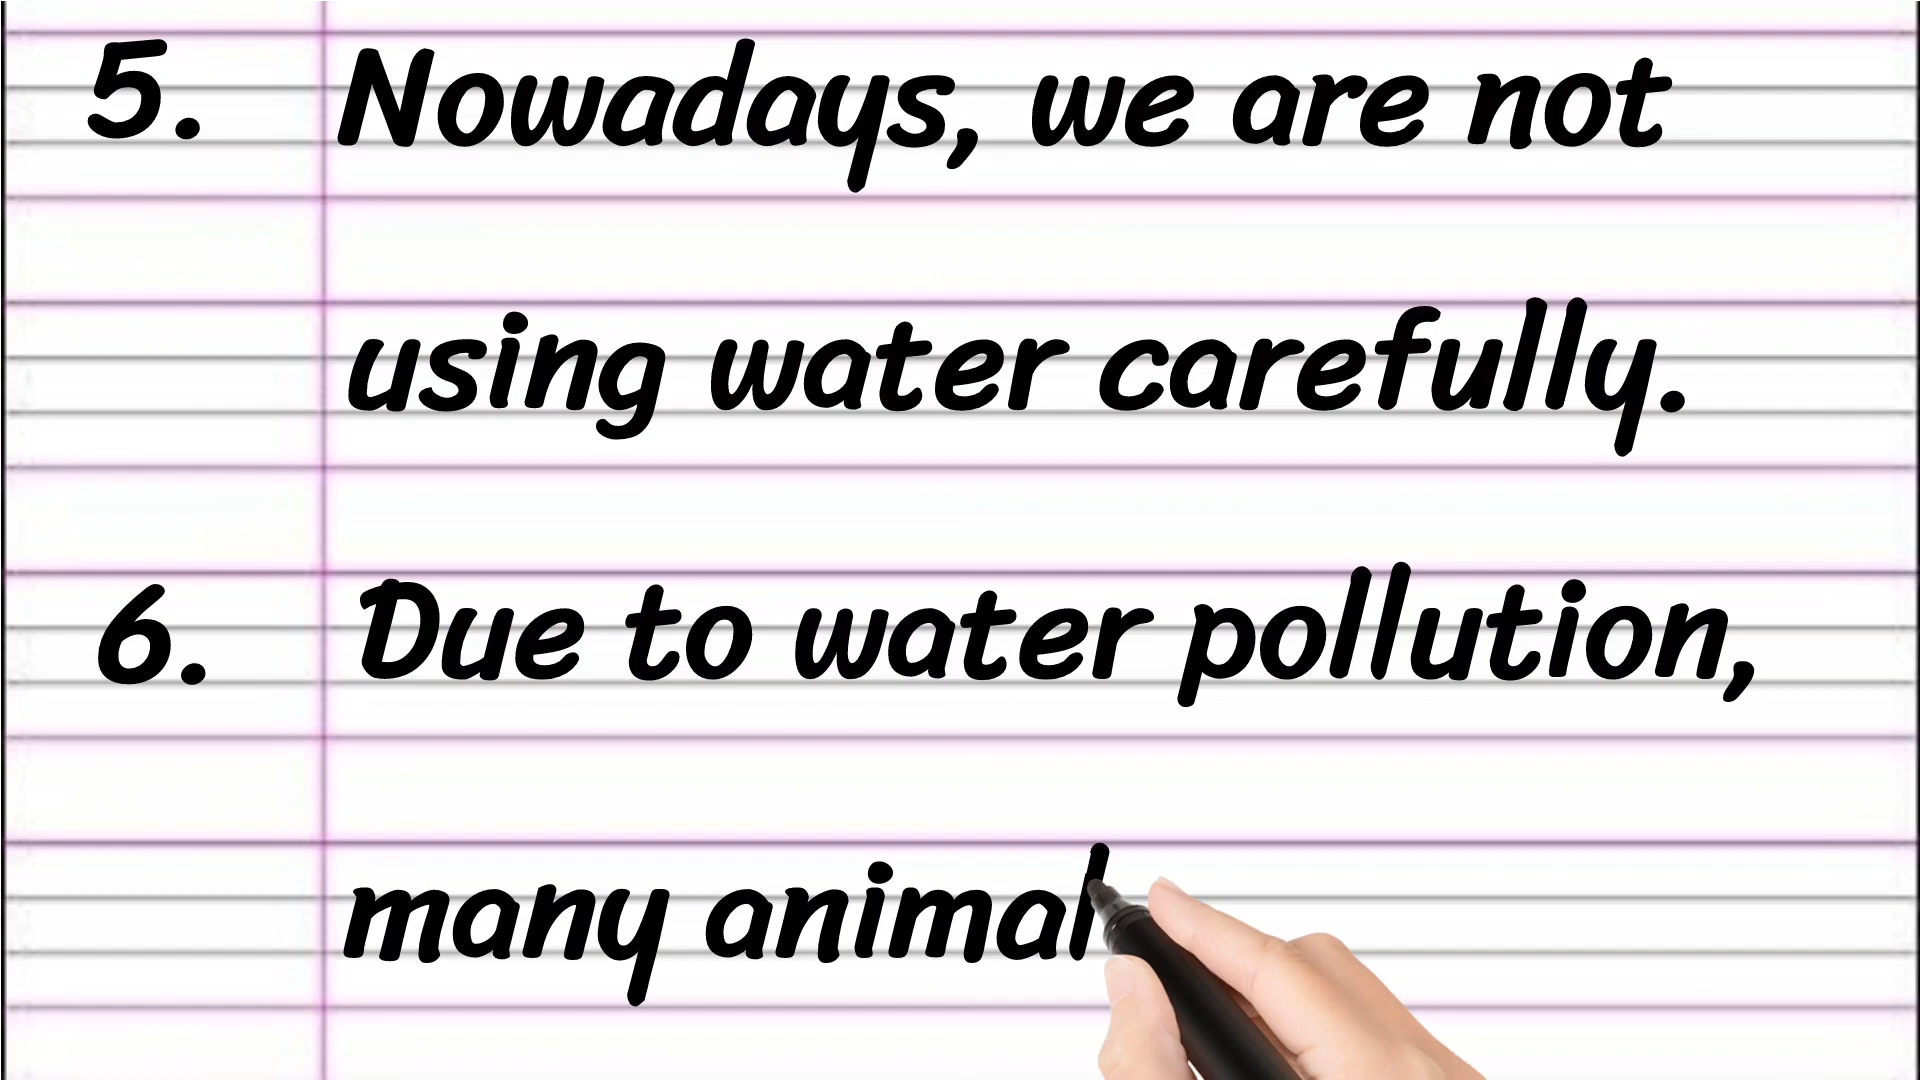 5. Nowadays, we are not
using water carefully.
6. Due to water pollution,
many animal